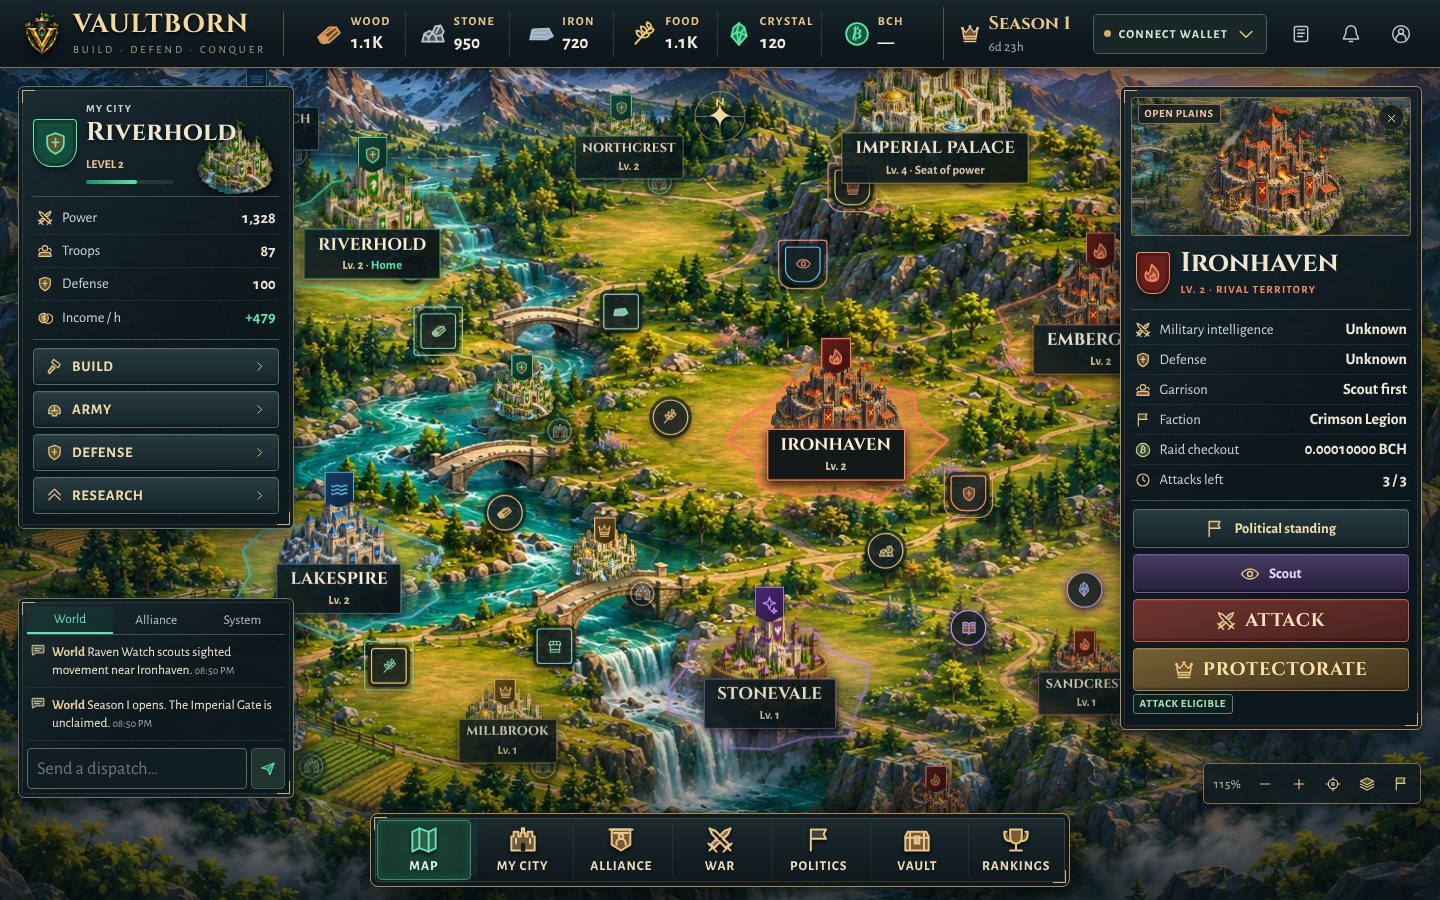 VAULTBORN
BUILD · DEFEND · CONQUER
WOOD
1.1K
STONE
950
IRON
720
FOOD
1.1K
CRYSTAL
120
BCH
—
SEASON 1
6d 23h
CONNECT WALLET
MY CITY
RIVERHOLD
LEVEL 2
Power 1,328
Troops 87
Defense 100
Income / h +479
BUILD
ARMY
DEFENSE
RESEARCH
World Alliance System
World Raven Watch scouts sighted
movement near Ironhaven. 08:50 PM
World Season I opens. The Imperial Gate is
unclaimed. 08:50 PM
Send a dispatch...
N
NORTHCREST
Lv. 2
IMPERIAL PALACE
Lv. 4 · Seat of power
RIVERHOLD
Lv. 2 · Home
EMBERG
Lv. 2
IRONHAVEN
Lv. 2
LAKESPIRE
Lv. 2
STONEVALE
Lv. 1
SANDCREST
Lv. 1
MILLBROOK
Lv. 1
OPEN PLAINS
IRONHAVEN
LV. 2 · RIVAL TERRITORY
Military intelligence Unknown
Defense Unknown
Garrison Scout first
Faction Crimson Legion
Raid checkout 0.00010000 BCH
Attacks left 3 / 3
Political standing
Scout
ATTACK
PROTECTORATE
ATTACK ELIGIBLE
115%
MAP
MY CITY
ALLIANCE
WAR
POLITICS
VAULT
RANKINGS